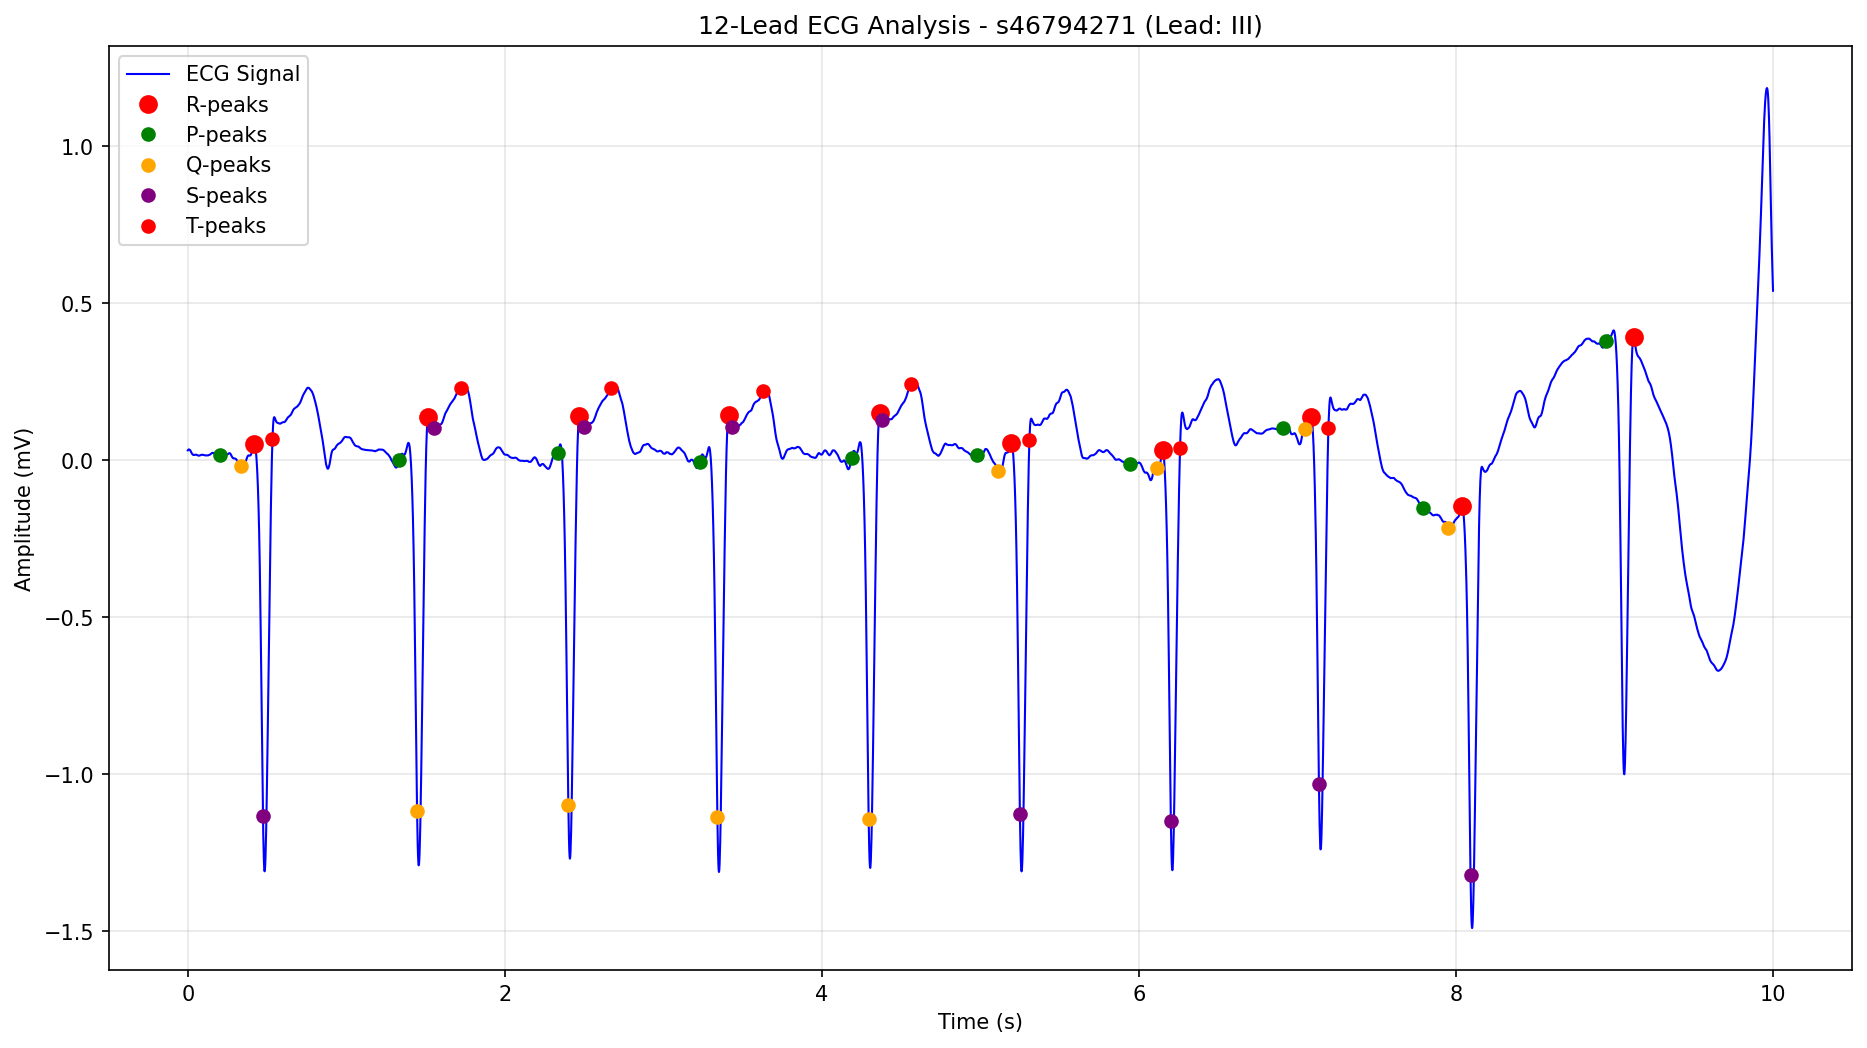 12-Lead ECG Analysis - s46794271 (Lead: III)
ECG Signal
R-peaks
P-peaks
Q-peaks
S-peaks
T-peaks
Amplitude (mV)
1.0
0.5
0.0
−0.5
−1.0
−1.5
0 2 4 6 8 10
Time (s)